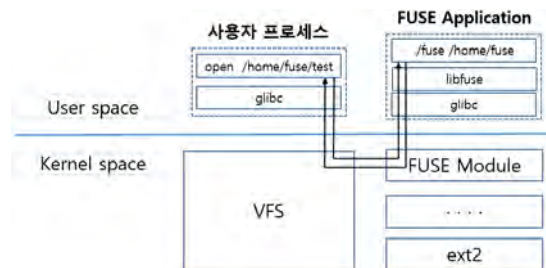 사용자 프로세스
open /home/fuse/test
glibc
FUSE Application
/fuse /home/fuse
libfuse
glibc
User space
Kernel space
VFS
FUSE Module
. . . .
ext2